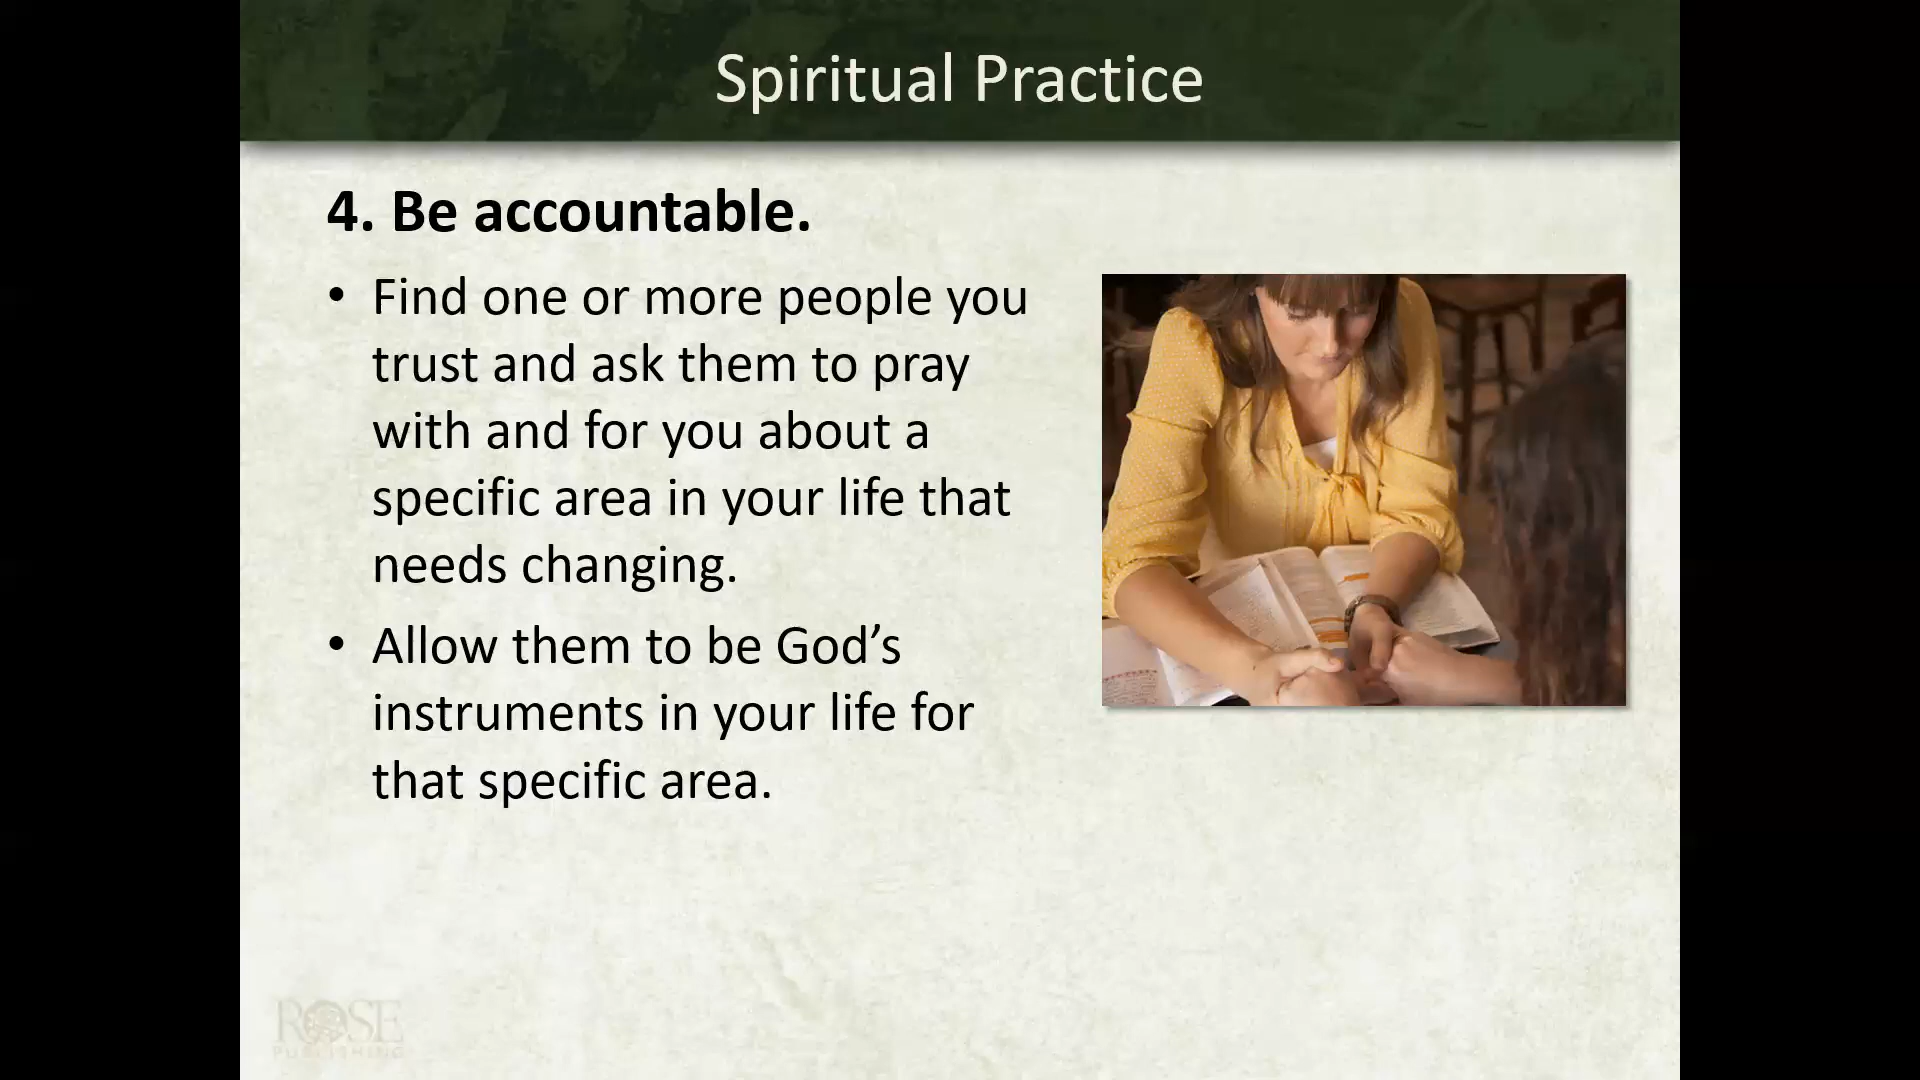 Spiritual Practice
4. Be accountable.
• Find one or more people you
trust and ask them to pray
with and for you about a
specific area in your life that
needs changing.
• Allow them to be God’s
instruments in your life for
that specific area.
ROSE
PUBLISHING